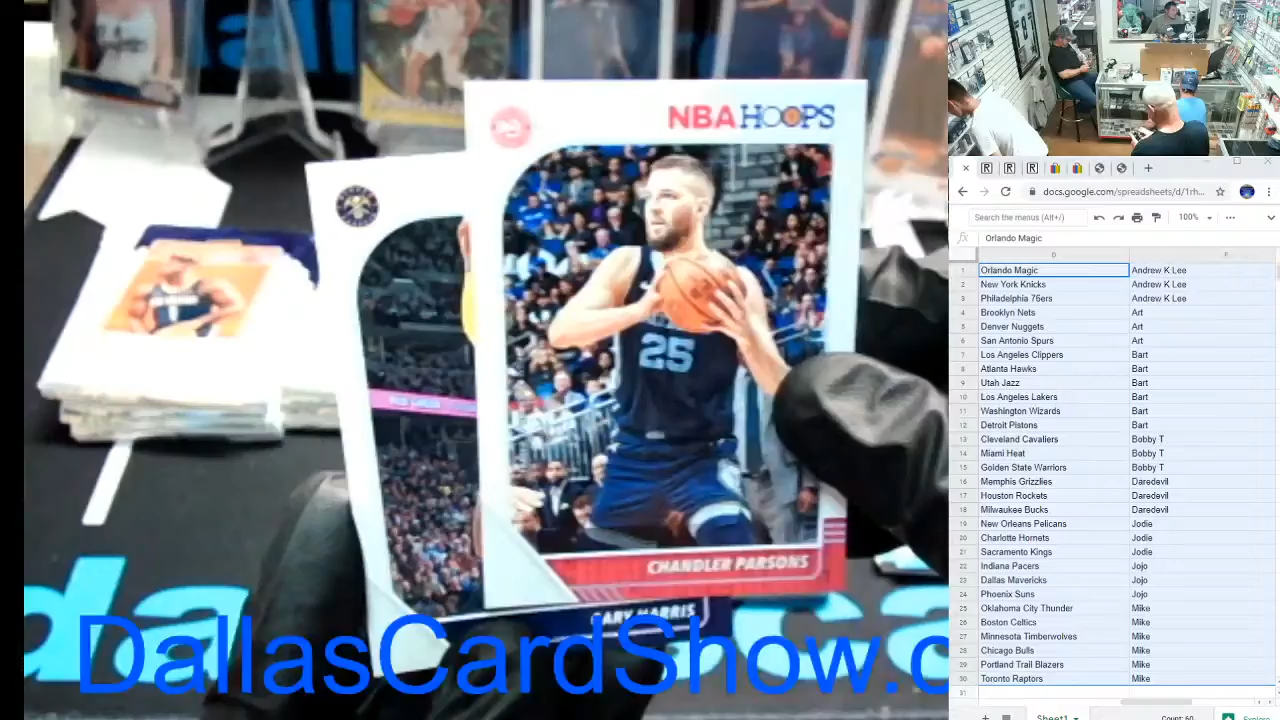 NBA HOOPS
25
CHANDLER PARSONS
GARY HARRIS
DallasCardShow.c
docs.google.com/spreadsheets/d/1rh...
Search the menus (Alt+/)
100%
fx Orlando Magic
D E
1 Orlando Magic Andrew K Lee
2 New York Knicks Andrew K Lee
3 Philadelphia 76ers Andrew K Lee
4 Brooklyn Nets Art
5 Denver Nuggets Art
6 San Antonio Spurs Art
7 Los Angeles Clippers Bart
8 Atlanta Hawks Bart
9 Utah Jazz Bart
10 Los Angeles Lakers Bart
11 Washington Wizards Bart
12 Detroit Pistons Bart
13 Cleveland Cavaliers Bobby T
14 Miami Heat Bobby T
15 Golden State Warriors Bobby T
16 Memphis Grizzlies Daredevil
17 Houston Rockets Daredevil
18 Milwaukee Bucks Daredevil
19 New Orleans Pelicans Jodie
20 Charlotte Hornets Jodie
21 Sacramento Kings Jodie
22 Indiana Pacers Jojo
23 Dallas Mavericks Jojo
24 Phoenix Suns Jojo
25 Oklahoma City Thunder Mike
26 Boston Celtics Mike
27 Minnesota Timberwolves Mike
28 Chicago Bulls Mike
29 Portland Trail Blazers Mike
30 Toronto Raptors Mike
31
Sheet1
Count: 60
Explore